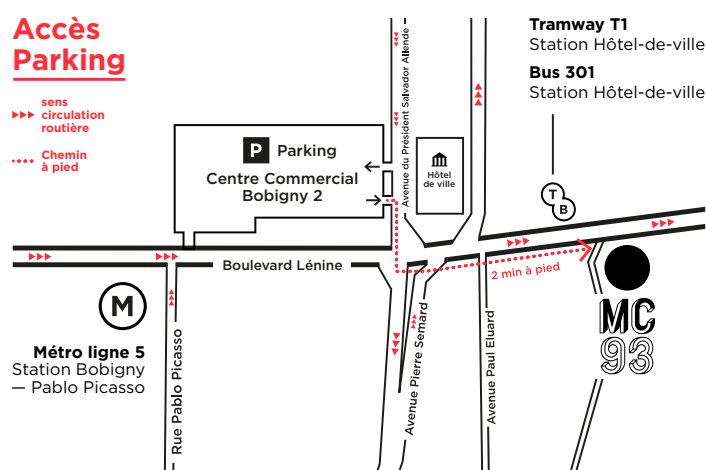 Accès
Parking
sens
circulation
routière
Chemin
à pied
Tramway T1
Station Hôtel-de-ville
Bus 301
Station Hôtel-de-ville
Avenue du Président Salvador Allende
P Parking
Centre Commercial
Bobigny 2
Hôtel
de ville
T
B
Boulevard Lénine
2 min à pied
M
Métro ligne 5
Station Bobigny
— Pablo Picasso
Rue Pablo Picasso
Avenue Pierre Semard
Avenue Paul Eluard
MC
93